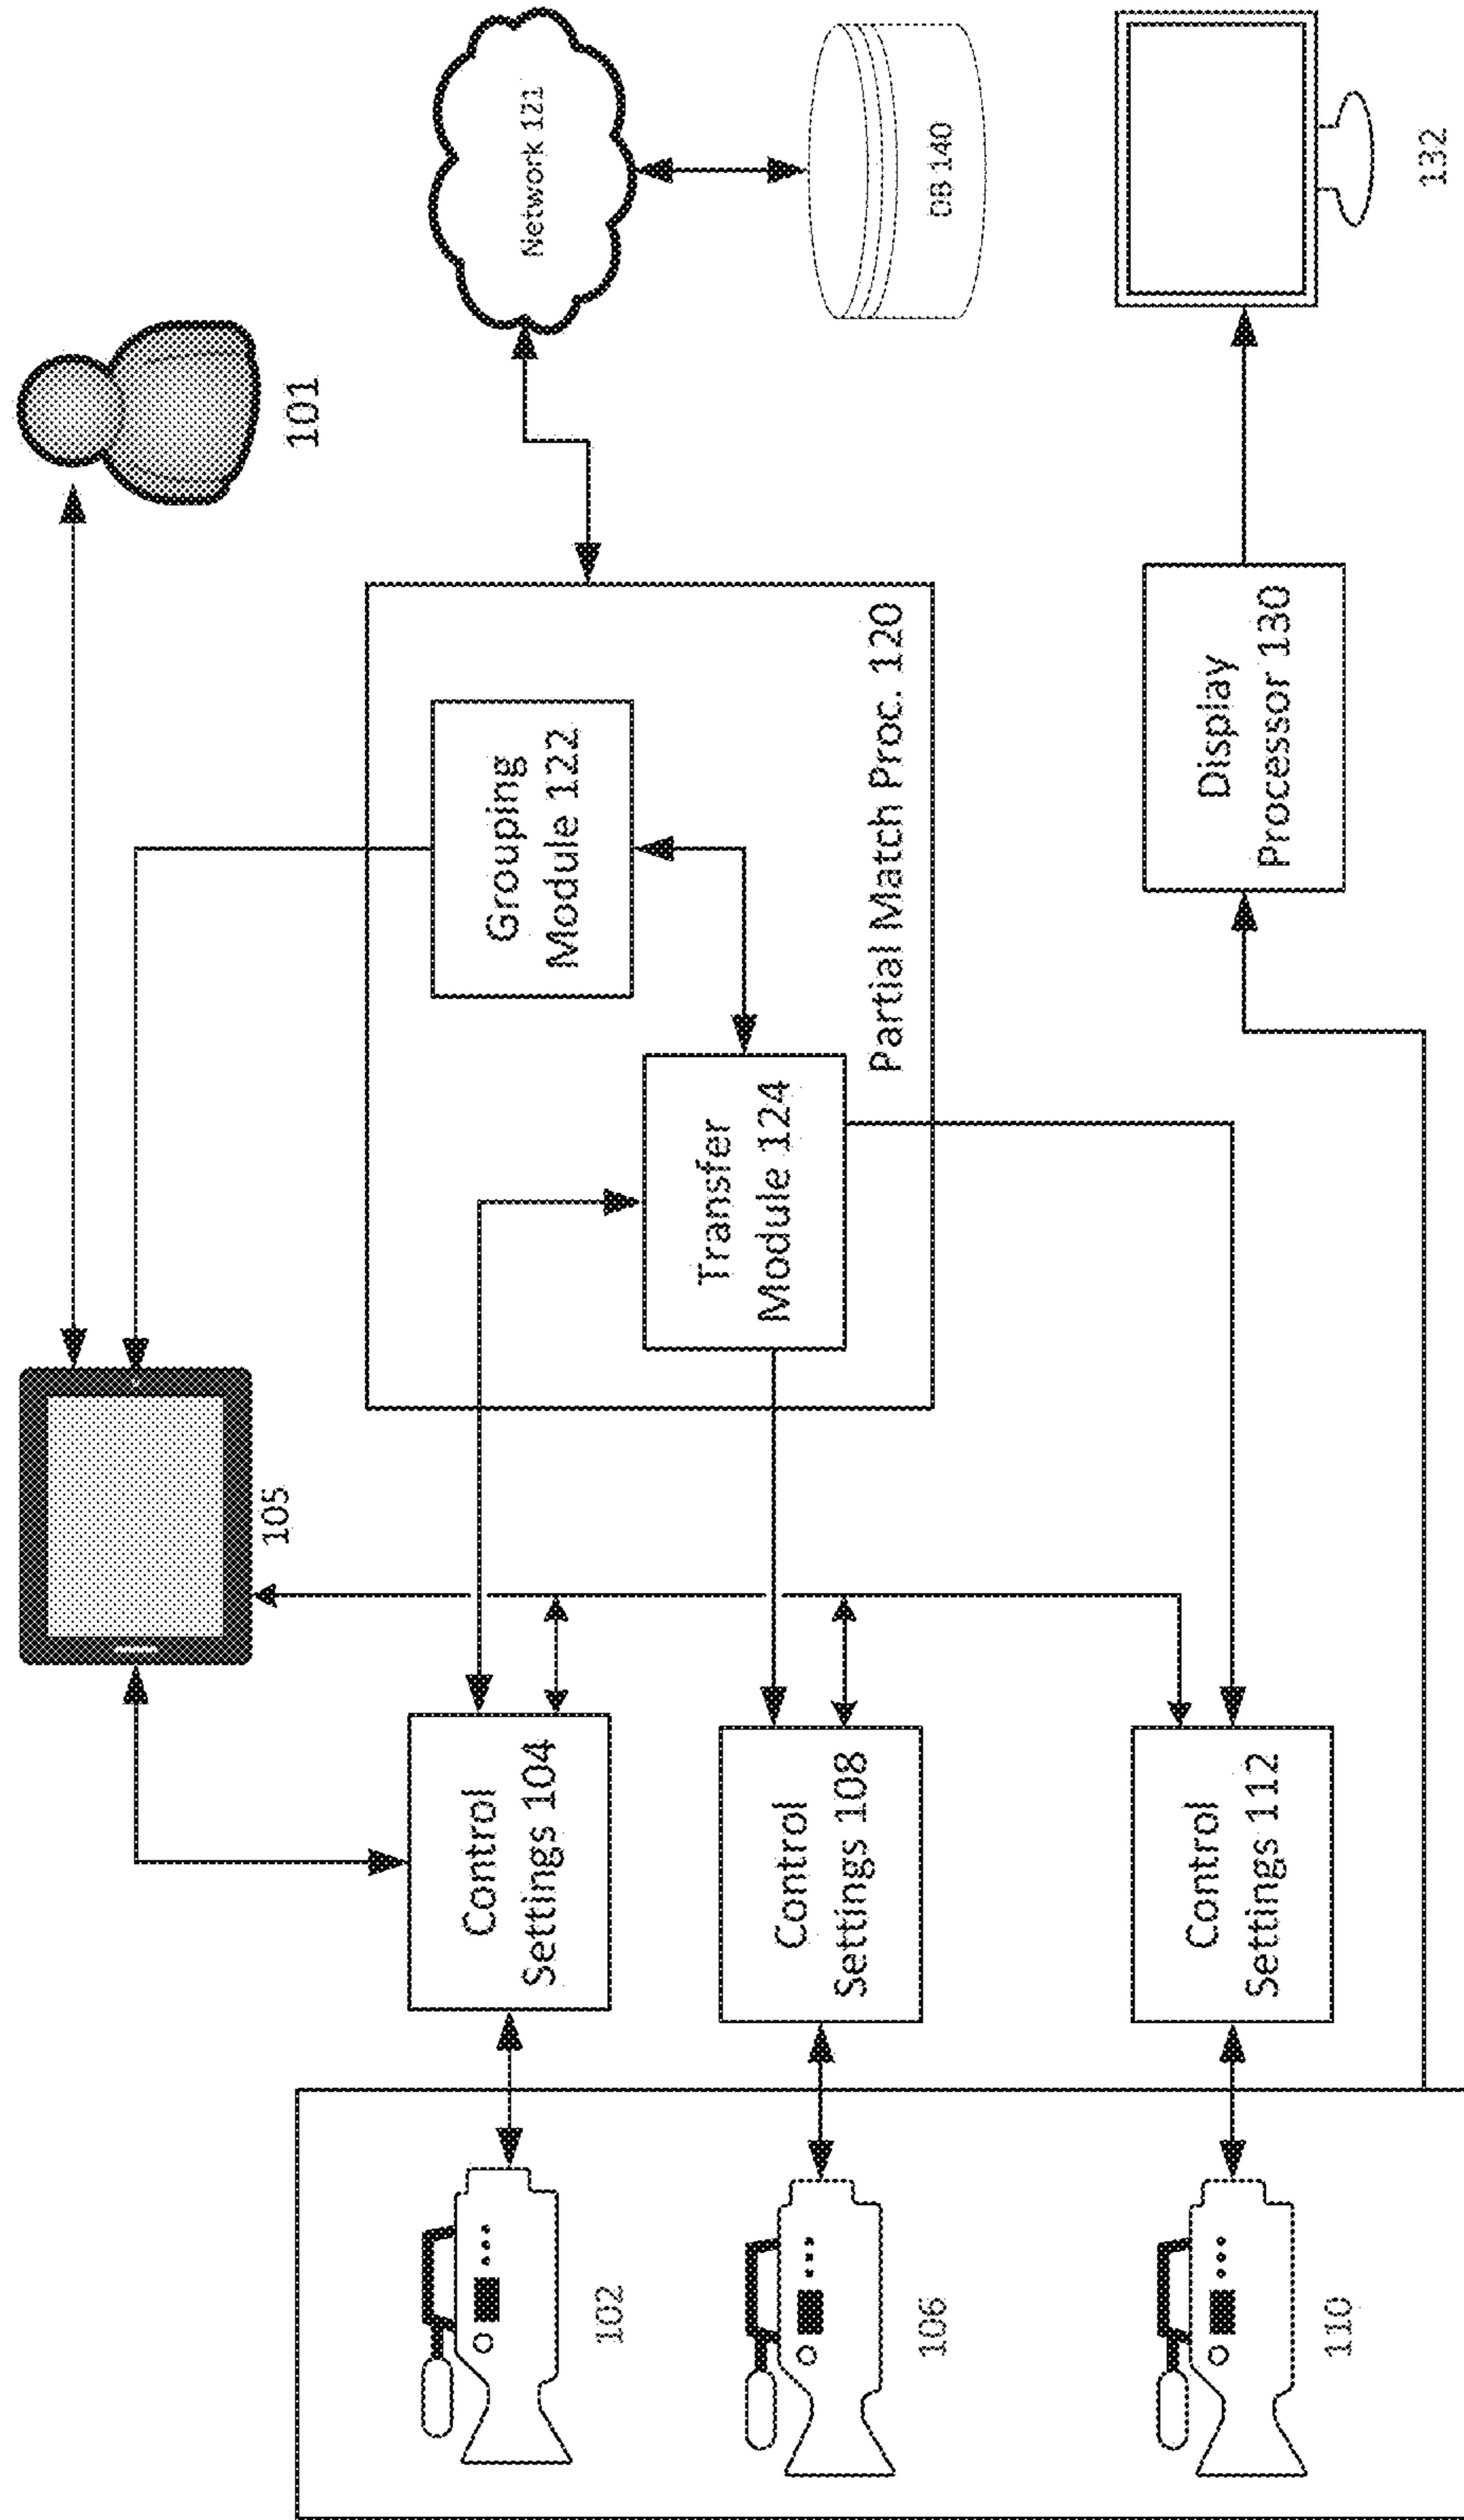 101
105
Network 121
DB 140
Grouping
Module 122
Transfer
Module 124
Partial Match Proc. 120
Control
Settings 104
Control
Settings 108
Control
Settings 112
102
106
110
Display
Processor 130
132